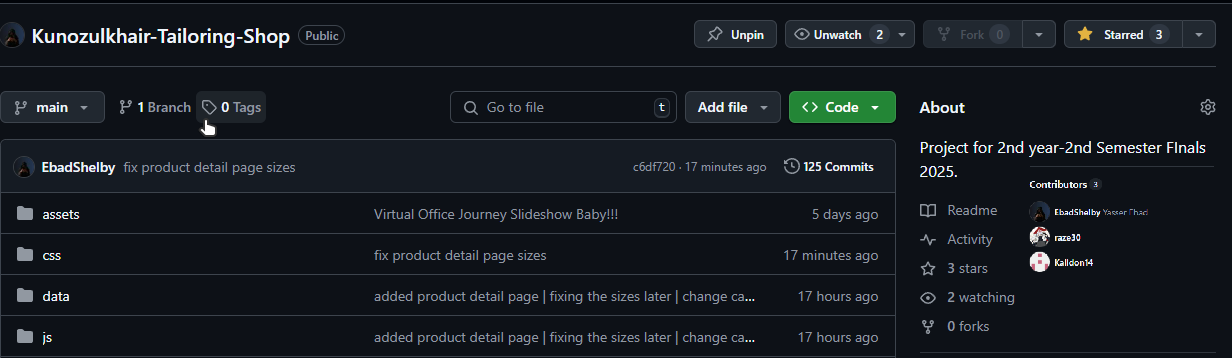 Kunozulkhair-Tailoring-Shop Public Unpin Unwatch 2 Fork 0 Starred 3
main 1 Branch 0 Tags Go to file t Add file Code
EbadShelby fix product detail page sizes c6df720 · 17 minutes ago 125 Commits
assets Virtual Office Journey Slideshow Baby!!! 5 days ago
css fix product detail page sizes 17 minutes ago
data added product detail page | fixing the sizes later | change ca... 17 hours ago
js added product detail page | fixing the sizes later | change ca... 17 hours ago
About
Project for 2nd year-2nd Semester FInals
2025.
Readme
Activity
3 stars
2 watching
0 forks
Contributors 3
EbadShelby Yasser Ebad
raze30
Kalldon14